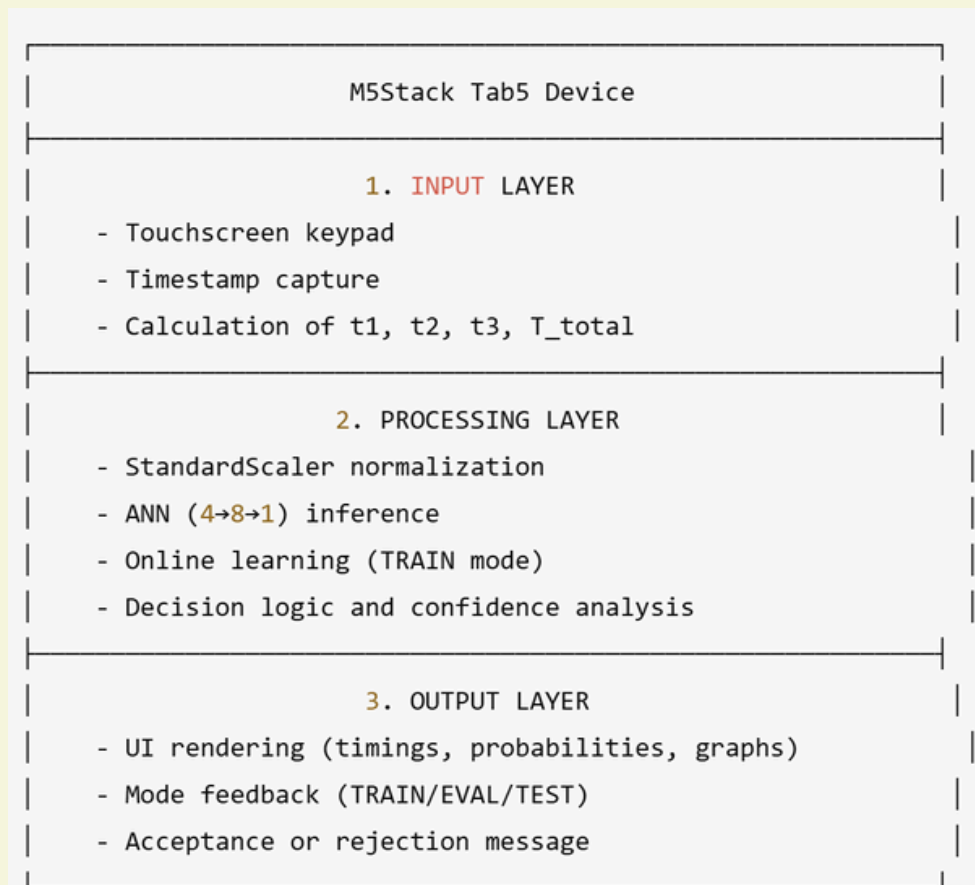 M5Stack Tab5 Device
1. INPUT LAYER
- Touchscreen keypad
- Timestamp capture
- Calculation of t1, t2, t3, T_total
2. PROCESSING LAYER
- StandardScaler normalization
- ANN (4→8→1) inference
- Online learning (TRAIN mode)
- Decision logic and confidence analysis
3. OUTPUT LAYER
- UI rendering (timings, probabilities, graphs)
- Mode feedback (TRAIN/EVAL/TEST)
- Acceptance or rejection message